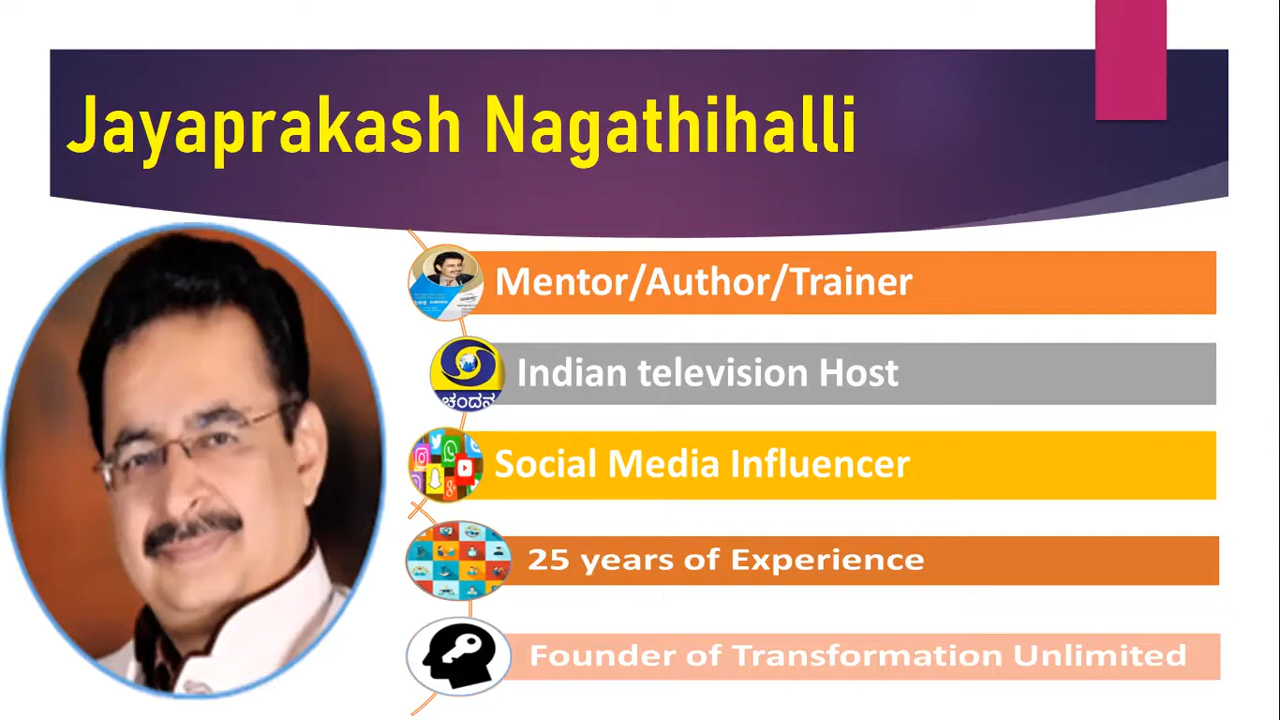 Jayaprakash Nagathihalli
Mentor/Author/Trainer
Indian television Host
ಚಂದನ
Social Media Influencer
25 years of Experience
Founder of Transformation Unlimited